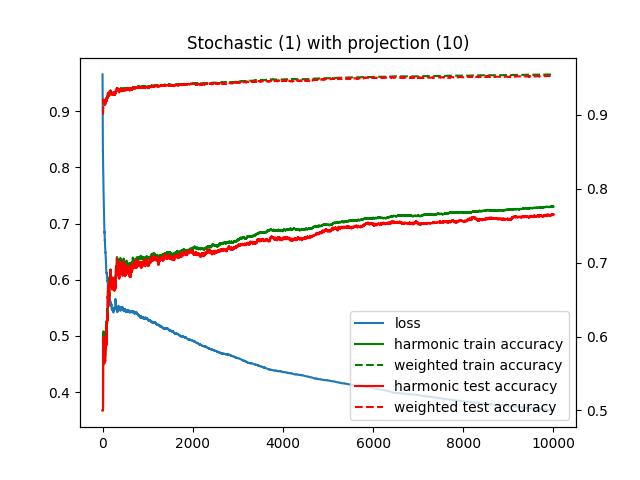 Stochastic (1) with projection (10)
0.9
0.8
0.7
0.6
0.5
0.4
0.9
0.8
0.7
0.6
0.5
loss
harmonic train accuracy
weighted train accuracy
harmonic test accuracy
weighted test accuracy
0 2000 4000 6000 8000 10000